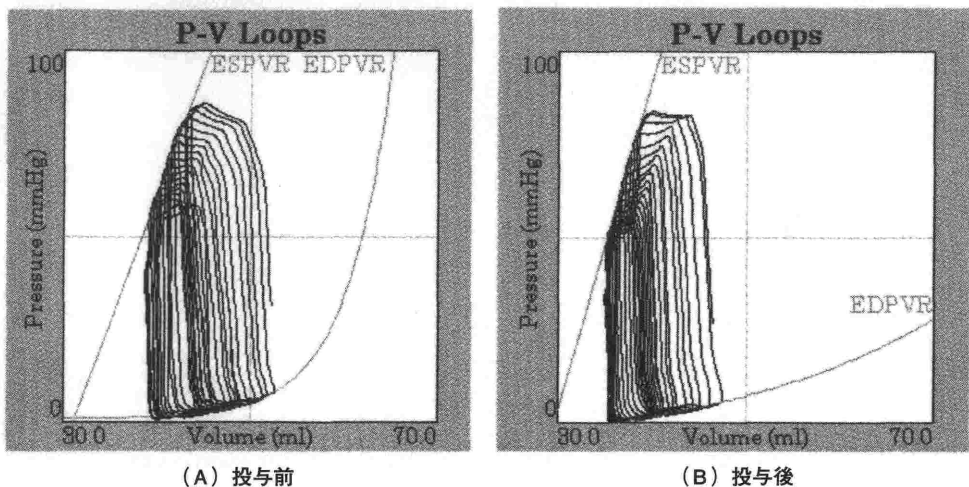 P-V Loops
100
ESPVR EDPVR
Pressure (mmHg)
0
30.0
Volume (ml)
70.0
(A) 投与前
P-V Loops
100
ESPVR
Pressure (mmHg)
EDPVR
0
30.0
Volume (ml)
70.0
(B) 投与後